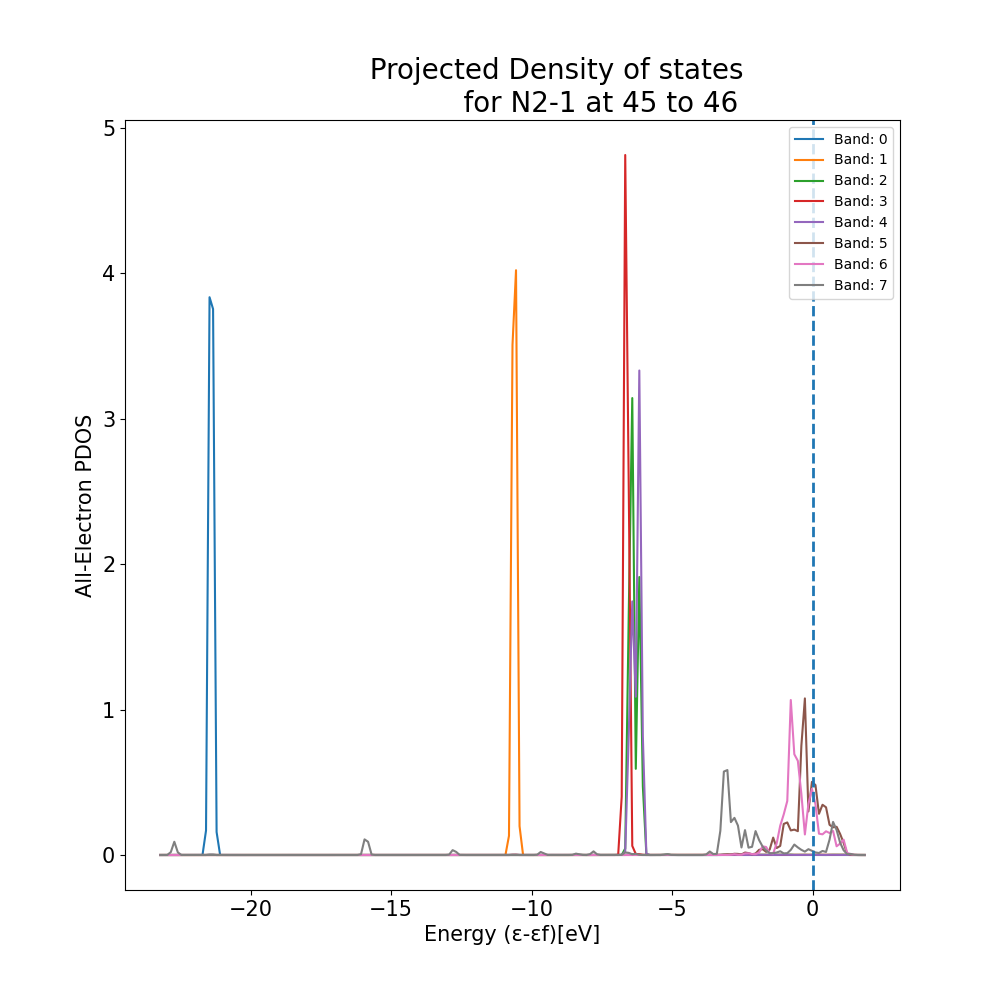 Projected Density of states
for N2-1 at 45 to 46
5
4
3
2
1
0
All-Electron PDOS
Band: 0
Band: 1
Band: 2
Band: 3
Band: 4
Band: 5
Band: 6
Band: 7
−20
−15
−10
−5
0
Energy (ε-εf)[eV]